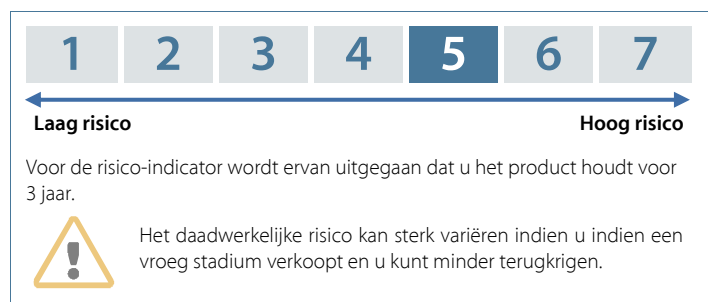 1 2 3 4 5 6 7
Laag risico Hoog risico
Voor de risico-indicator wordt ervan uitgegaan dat u het product houdt voor
3 jaar.
Het daadwerkelijke risico kan sterk variëren indien u indien een
vroeg stadium verkoopt en u kunt minder terugkrigen.